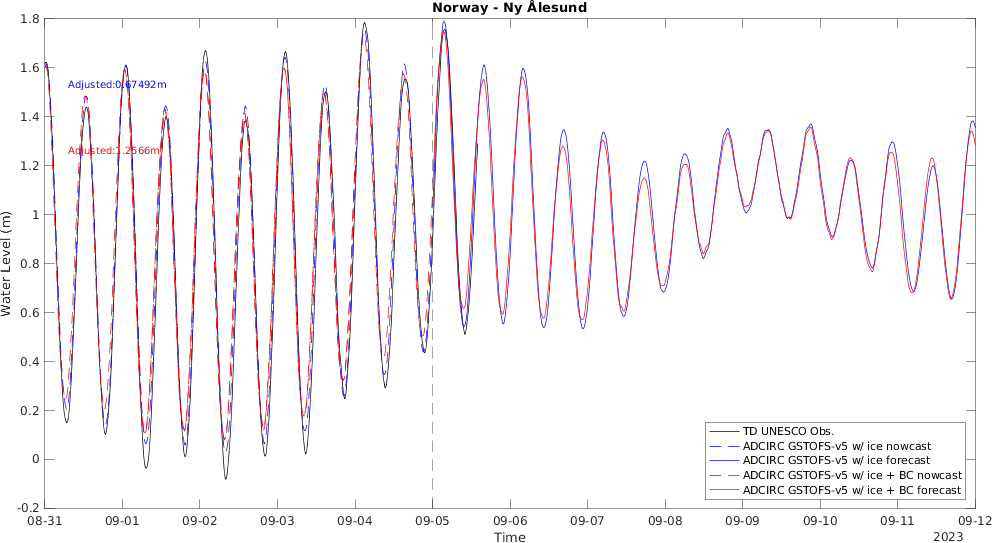 Norway - Ny Ålesund
1.8
1.6
1.4
1.2
1
0.8
0.6
0.4
0.2
0
-0.2
Water Level (m)
Adjusted:0.67492m
Adjusted:1.2566m
TD UNESCO Obs.
ADCIRC GSTOFS-v5 w/ ice nowcast
ADCIRC GSTOFS-v5 w/ ice forecast
ADCIRC GSTOFS-v5 w/ ice + BC nowcast
ADCIRC GSTOFS-v5 w/ ice + BC forecast
08-31 09-01 09-02 09-03 09-04 09-05 09-06 09-07 09-08 09-09 09-10 09-11 09-12
Time
2023